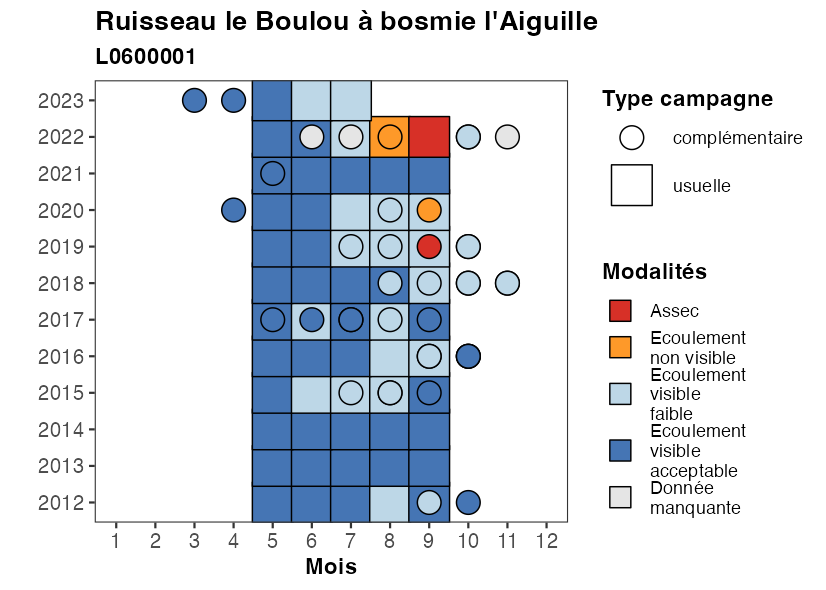 Ruisseau le Boulou à bosmie l'Aiguille
L0600001
2023
2022
2021
2020
2019
2018
2017
2016
2015
2014
2013
2012
1 2 3 4 5 6 7 8 9 10 11 12
Mois
Type campagne
complémentaire
usuelle
Modalités
Assec
Ecoulement
non visible
Ecoulement
visible
faible
Ecoulement
visible
acceptable
Donnée
manquante